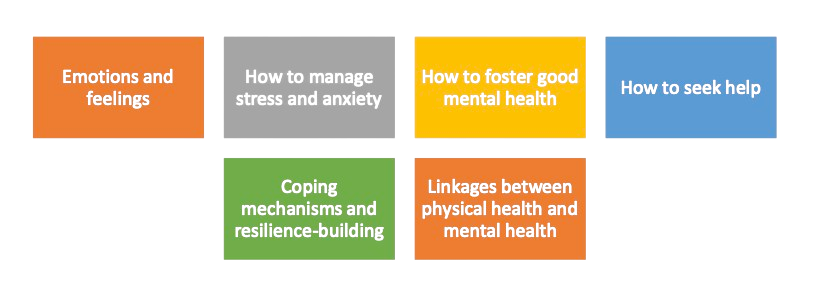 Emotions and
feelings
How to manage
stress and anxiety
How to foster good
mental health
How to seek help
Coping
mechanisms and
resilience-building
Linkages between
physical health and
mental health